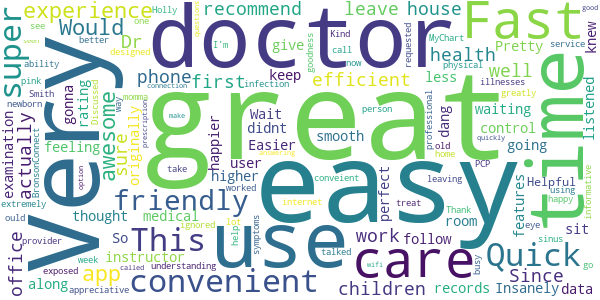 experience
Would
Dr
recommend
give
doctor
leave
house
Kind
call
Holly
goodness
I'm
now
requested
MyChart
physical
Fast
Pretty
knew
good
service
see
one
better
designed
ability
super
pink
newborn
Smith
Discussed
gonna
rating
phone
keep
first
efficient
health
less
illnesses
greatly
well
waiting
listened
Very
great
time
awesome
sure
originally
feeling
actually
examination
BronsonConnect
way
momma
connection
prescription
infection
Wait
didnt
Easier
happier
user
higher
worked
make
take
smooth
person
dang
control
professional
old
home
PCP
quickly
going
easy
features
informative
option
extremely
ould
thought
friendly
This
use
perfect
conveient
leaving
treat
internet
Thank
Helpful
using
happy
eye
sinus
go
provider
So
medical
ignored
lot
help
symptoms
talked
work
follow
room
busy
Quick
sit
office
week
exposed
called
understanding
app
instructor
along
appreciative
convenient
care
wifi
children
records
Since
Insanely
data